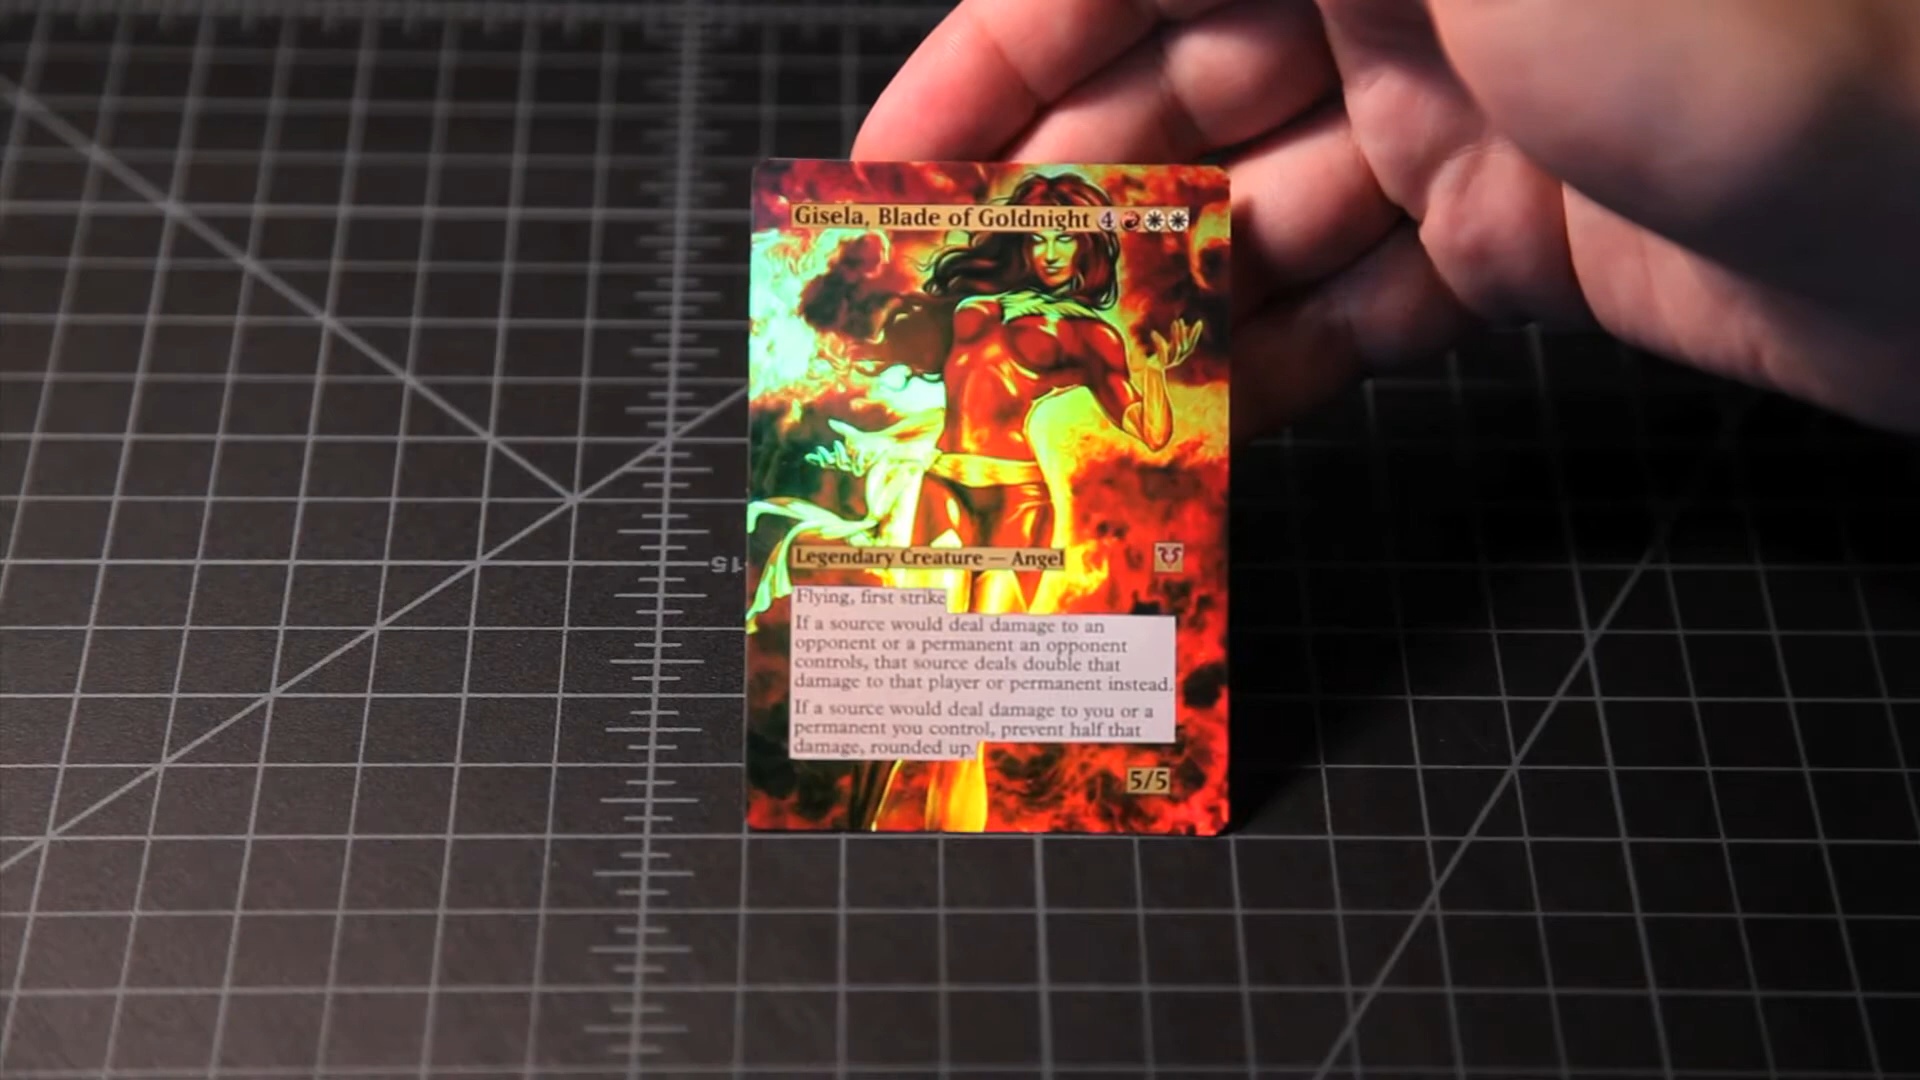 Gisela, Blade of Goldnight 4
Legendary Creature — Angel
Flying, first strike
If a source would deal damage to an
opponent or a permanent an opponent
controls, that source deals double that
damage to that player or permanent instead.
If a source would deal damage to you or a
permanent you control, prevent half that
damage, rounded up.
5/5
15